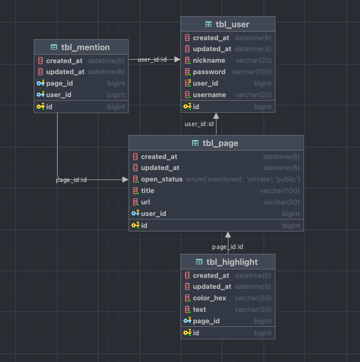 tbl_user
created_at datetime(6)
updated_at datetime(6)
nickname varchar(20)
password varchar(100)
user_id bigint
username varchar(20)
id bigint
tbl_mention
created_at datetime(6)
updated_at datetime(6)
page_id bigint
user_id bigint
id bigint
user_id:id
user_id:id
page_id:id
tbl_page
created_at datetime(6)
updated_at datetime(6)
open_status enum('mentioned', 'private', 'public')
title varchar(100)
url varchar(50)
user_id bigint
id bigint
page_id:id
tbl_highlight
created_at datetime(6)
updated_at datetime(6)
color_hex varchar(50)
text varchar(50)
page_id bigint
id bigint